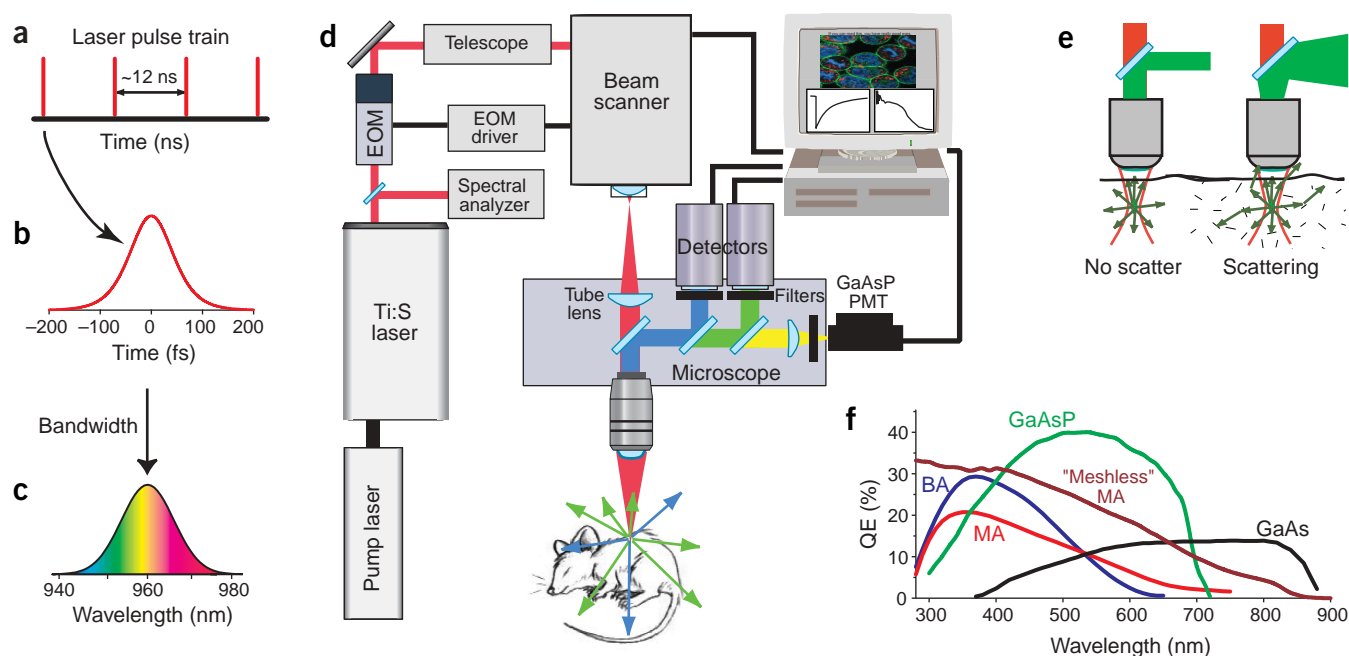 a
Laser pulse train
~12 ns
Time (ns)
b
–200
–100
0
100
200
Time (fs)
Bandwidth
c
940
960
980
Wavelength (nm)
d
Telescope
EOM
EOM
driver
Spectral
analyzer
Ti:S
laser
Pump laser
Beam
scanner
Detectors
Tube
lens
Filters
GaAsP
PMT
Microscope
e
No scatter
Scattering
f
GaAsP
"Meshless"
MA
BA
MA
GaAs
QE (%)
40
30
20
10
0
300
400
500
600
700
800
900
Wavelength (nm)